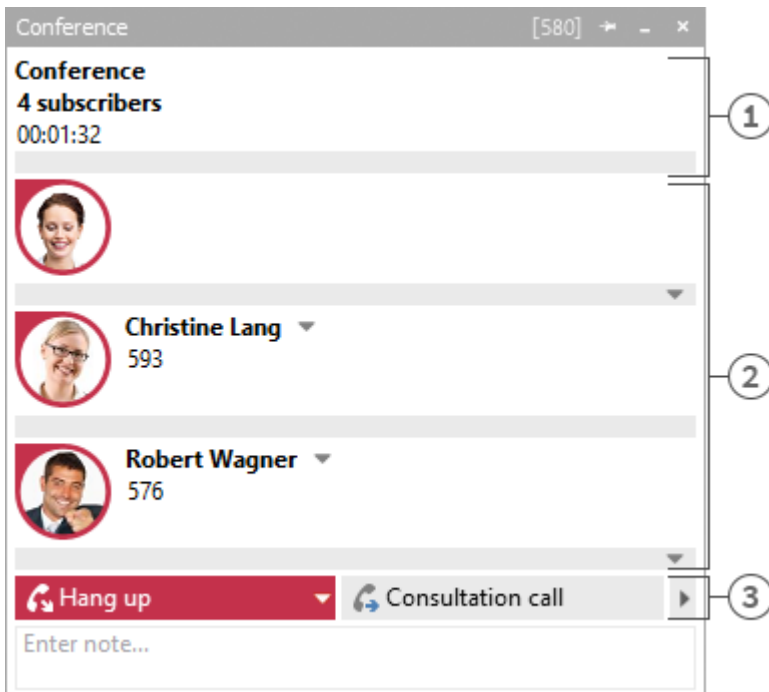 Conference [580]
Conference
4 subscribers
00:01:32
1
Christine Lang
593
2
Robert Wagner
576
Hang up Consultation call
3
Enter note...